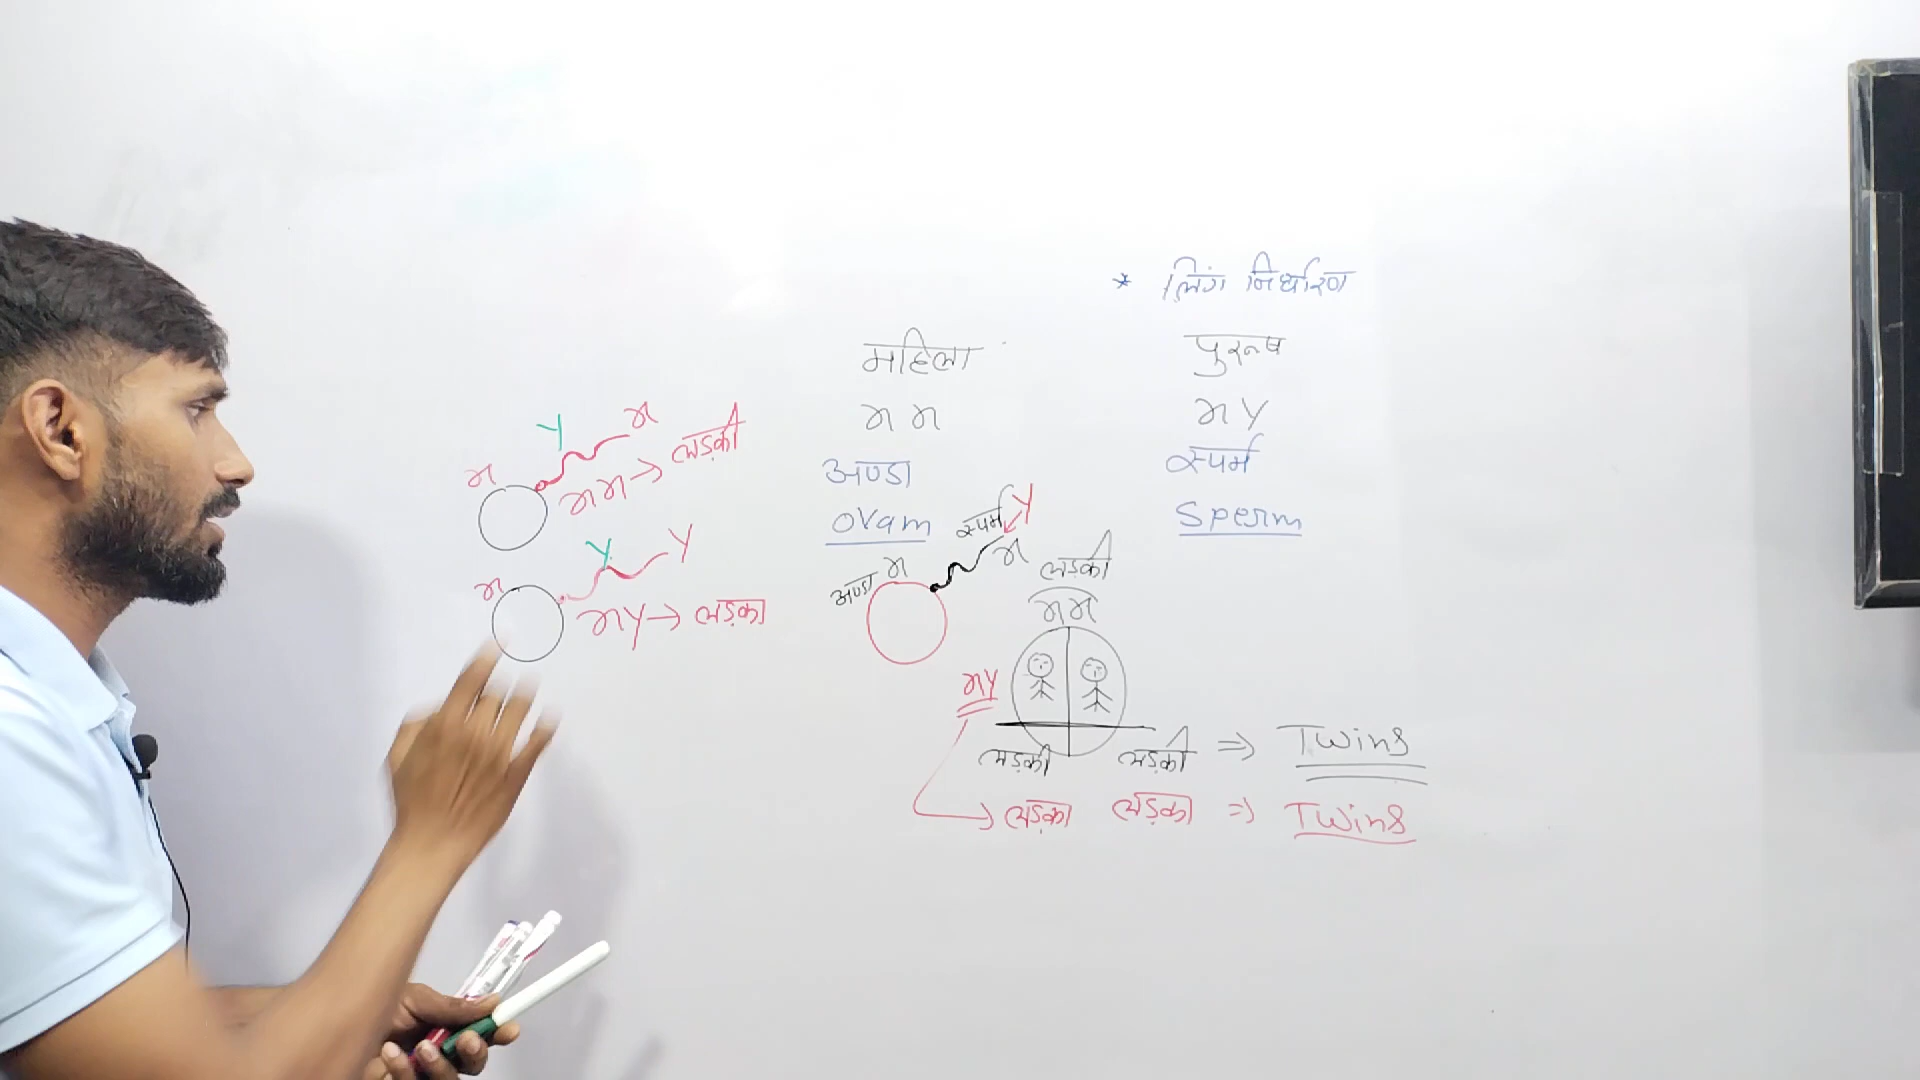 * लिंग निर्धारण
महिला पुरूष
x x x y
अण्डा स्पर्म
ovam Sperm
y x
x xx → लड़की
y y
x xy → लड़का
स्पर्म y
अण्डा x x
लड़की
xx
xy
लड़की लड़की ⇒ Twins
लड़का लड़का ⇒ Twins